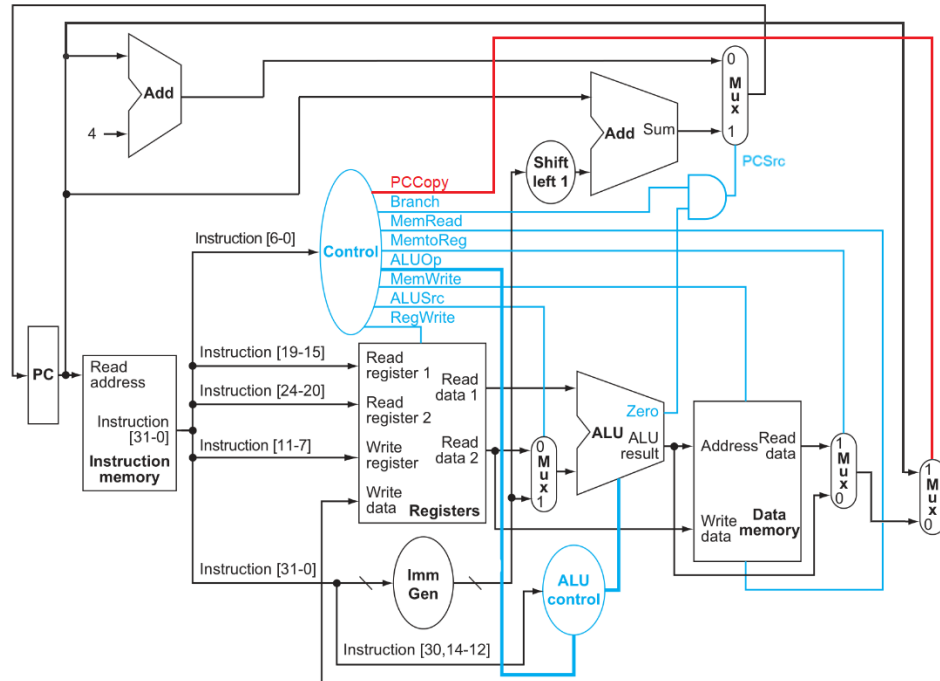 Add
4
0
M
u
x
1
Add Sum
Shift
left 1
PCSrc
PCCopy
Branch
MemRead
MemtoReg
ALUOp
MemWrite
ALUSrc
RegWrite
Control
Instruction [6-0]
PC
Read
address
Instruction
[31-0]
Instruction
memory
Instruction [19-15]
Instruction [24-20]
Instruction [11-7]
Instruction [31-0]
Instruction [30,14-12]
Read
register 1
Read
register 2
Write
register
Write
data
Read
data 1
Read
data 2
Registers
0
M
u
x
1
Zero
ALU
ALU
result
Address
Read
data
Write
data
Data
memory
1
M
u
x
0
1
M
u
x
0
Imm
Gen
ALU
control